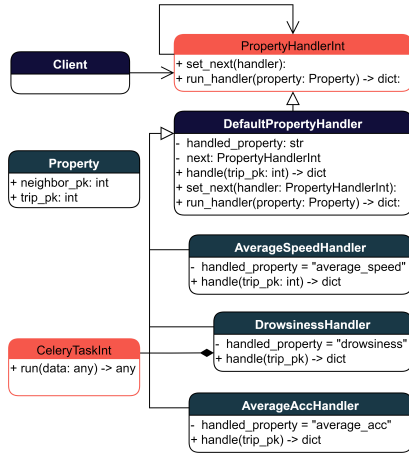 PropertyHandlerInt
+ set_next(handler):
+ run_handler(property: Property) -> dict:
Client
DefaultPropertyHandler
- handled_property: str
- next: PropertyHandlerInt
+ handle(trip_pk: int) -> dict
+ set_next(handler: PropertyHandlerInt):
+ run_handler(property: Property) -> dict:
Property
+ neighbor_pk: int
+ trip_pk: int
AverageSpeedHandler
- handled_property = "average_speed"
+ handle(trip_pk: int) -> dict
DrowsinessHandler
- handled_property = "drowsiness"
+ handle(trip_pk) -> dict
CeleryTaskInt
+ run(data: any) -> any
AverageAccHandler
- handled_property = "average_acc"
+ handle(trip_pk) -> dict